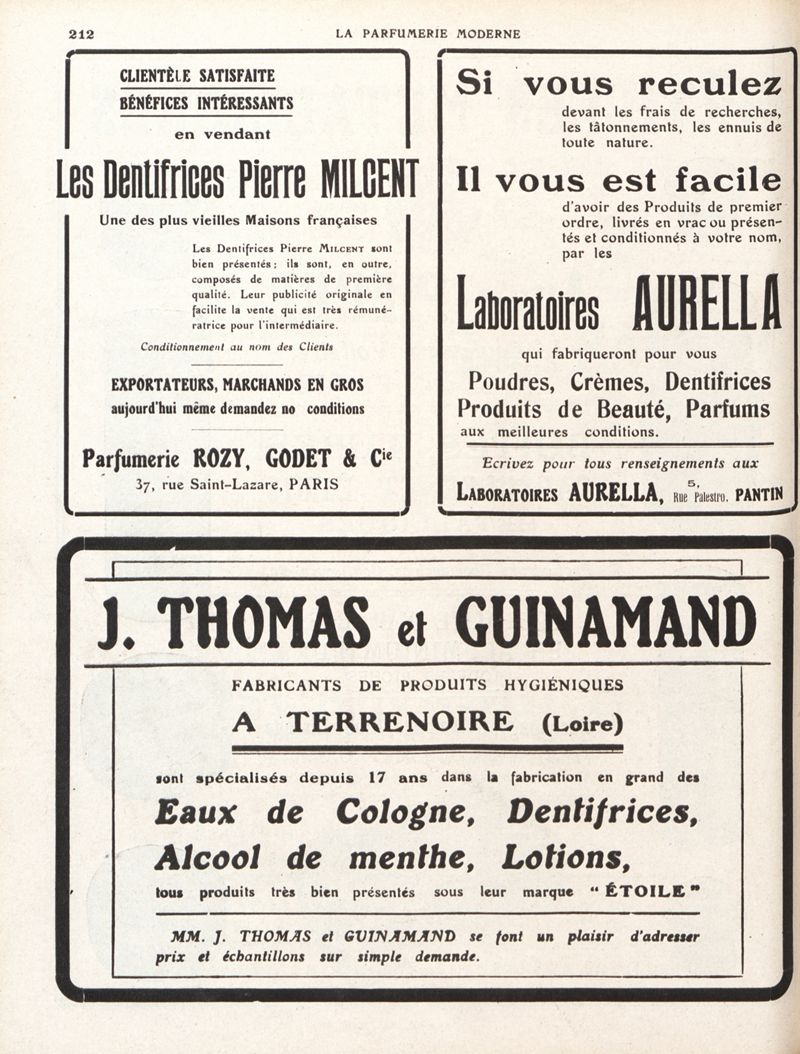 212
LA PARFUMERIE MODERNE
CLIENTÈLE SATISFAITE
BÉNÉFICES INTÉRESSANTS
en vendant
Les Dentifrices Pierre MILCENT
Une des plus vieilles Maisons françaises
Les Dentifrices Pierre MILCENT sont
bien présentés ; ils sont, en outre,
composés de matières de première
qualité. Leur publicité originale en
facilite la vente qui est très rémuné-
ratrice pour l'intermédiaire.
Conditionnement au nom des Clients
EXPORTATEURS, MARCHANDS EN GROS
aujourd'hui même demandez no conditions
Parfumerie ROZY, GODET & Cie
37, rue Saint-Lazare, PARIS
Si vous reculez
devant les frais de recherches,
les tâtonnements, les ennuis de
toute nature.
Il vous est facile
d'avoir des Produits de premier
ordre, livrés en vrac ou présen-
tés et conditionnés à votre nom,
par les
Laboratoires AURELLA
qui fabriqueront pour vous
Poudres, Crèmes, Dentifrices
Produits de Beauté, Parfums
aux meilleures conditions.
Ecrivez pour tous renseignements aux
LABORATOIRES AURELLA, 5, Rue Palestro. PANTIN
J. THOMAS et GUINAMAND
FABRICANTS DE PRODUITS HYGIÉNIQUES
A TERRENOIRE (Loire)
sont spécialisés depuis 17 ans dans la fabrication en grand des
Eaux de Cologne, Dentifrices,
Alcool de menthe, Lotions,
tous produits très bien présentés sous leur marque “ ÉTOILE ”
MM. J. THOMAS et GUINAMAND se font un plaisir d'adresser
prix et échantillons sur simple demande.